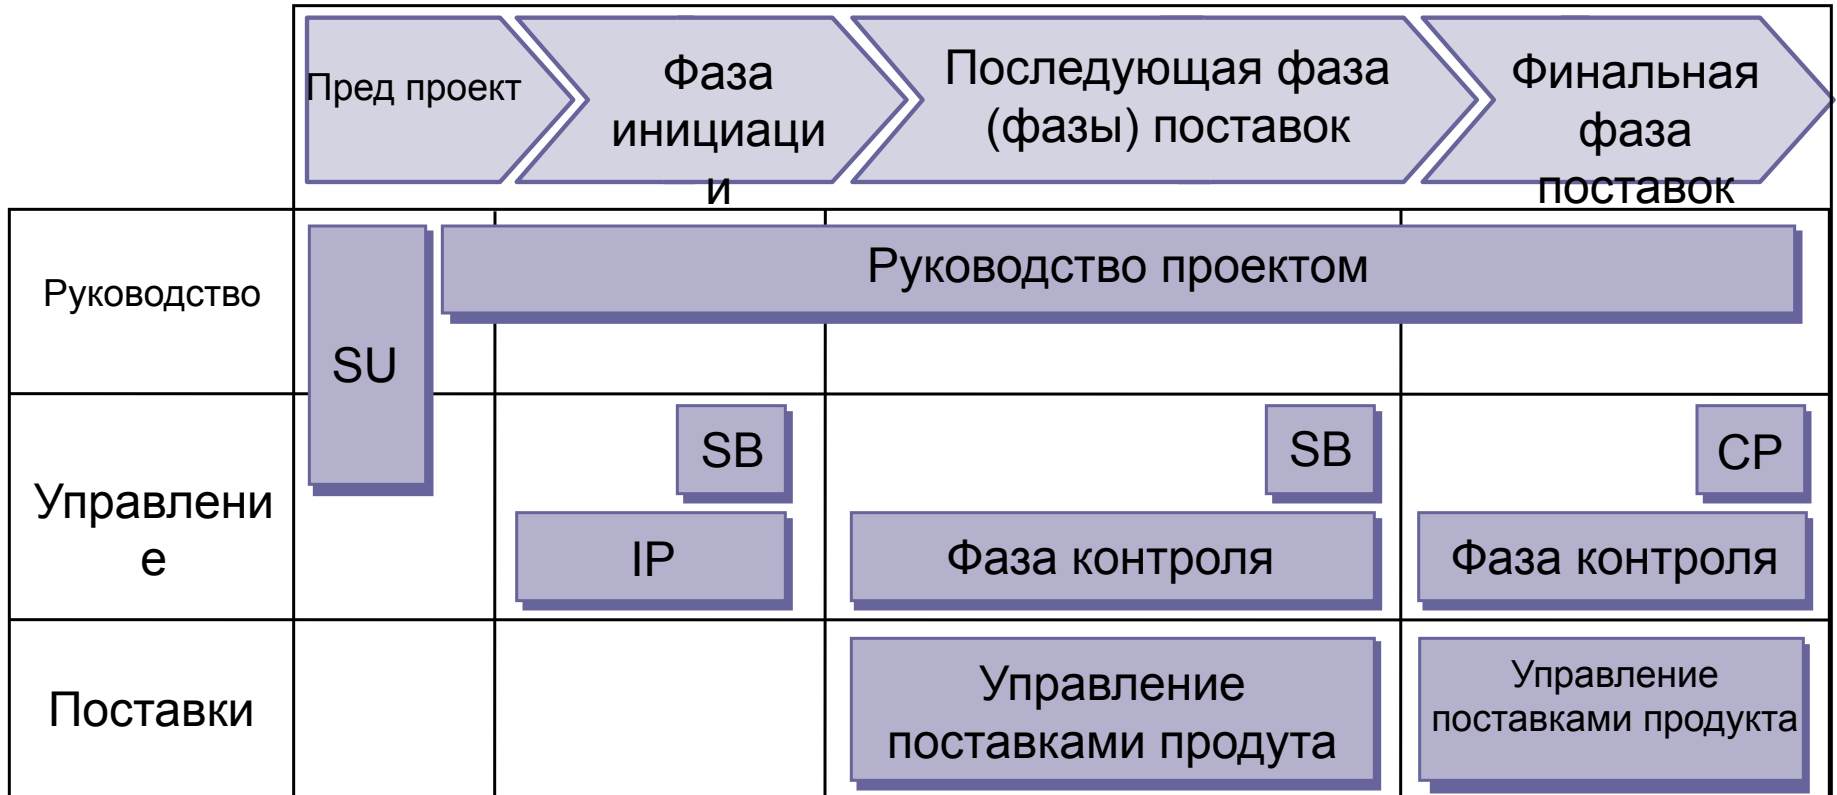 Пред проект
Фаза
инициаци
и
Последующая фаза
(фазы) поставок
Финальная
фаза
поставок
Руководство
SU
Руководство проектом
Управлени
е
SB
SB
CP
IP
Фаза контроля
Фаза контроля
Поставки
Управление
поставками продута
Управление
поставками продукта